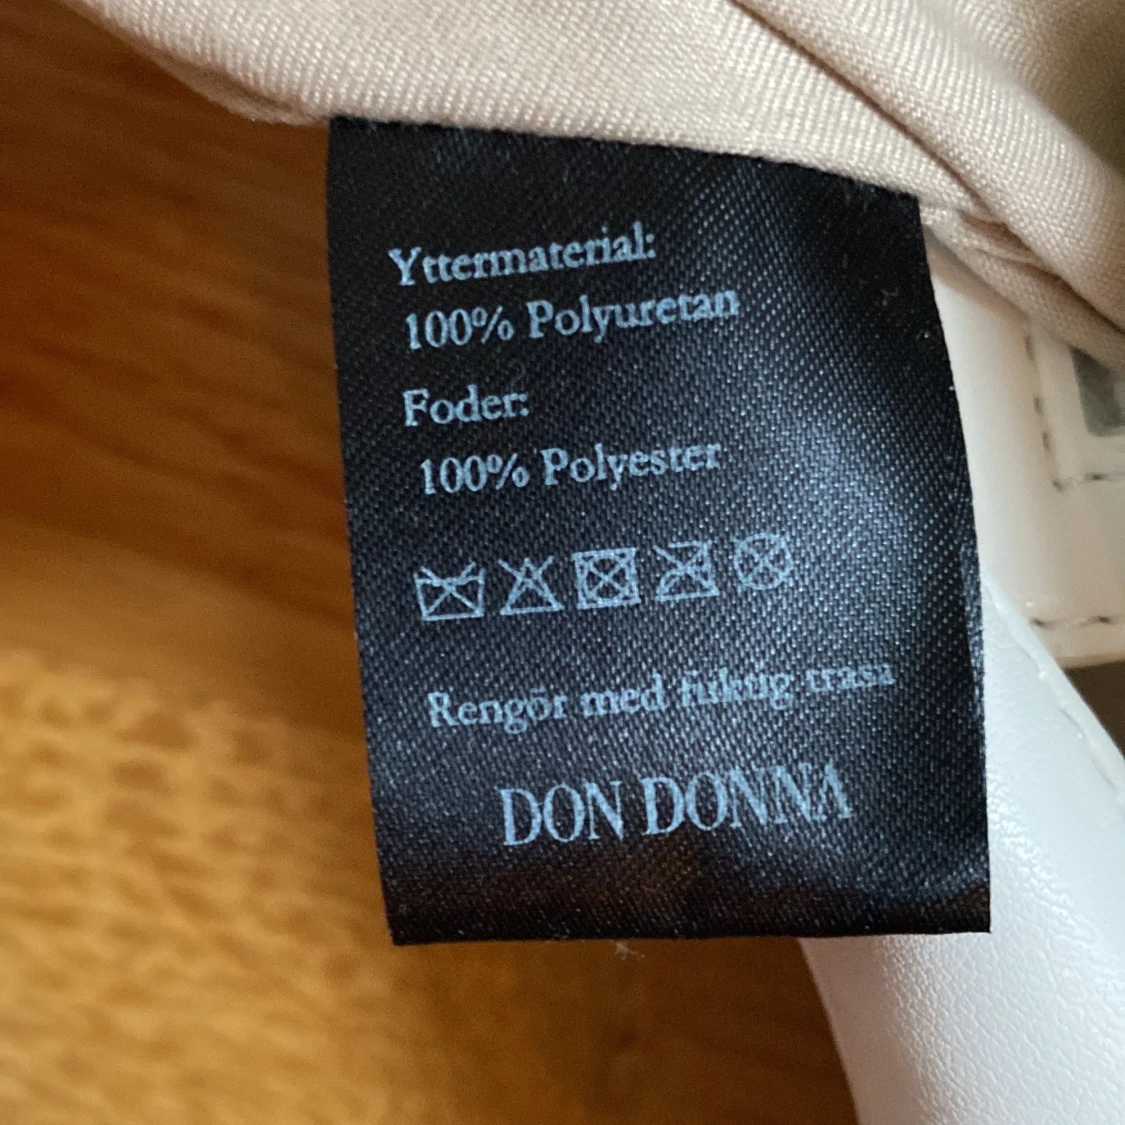 Yttermaterial:
100% Polyuretan
Foder:
100% Polyester
Rengör med fuktig trasa
DON DONNA